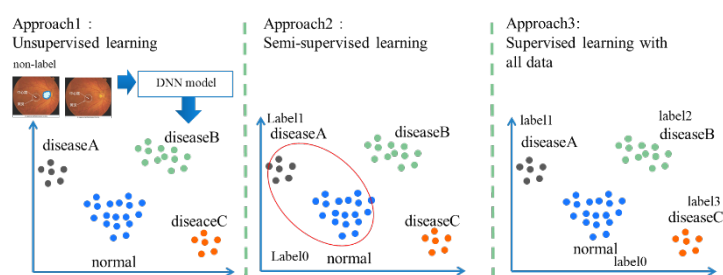 Approach1 :
Unsupervised learning
non-label
DNN model
diseaseA
diseaseB
diseaceC
normal
Approach2 :
Semi-supervised learning
Label1
diseaseA
diseaseB
diseaseC
Label0
normal
Approach3:
Supervised learning with
all data
label1
diseaseA
label2
diseaseB
label3
diseaseC
normal
label0